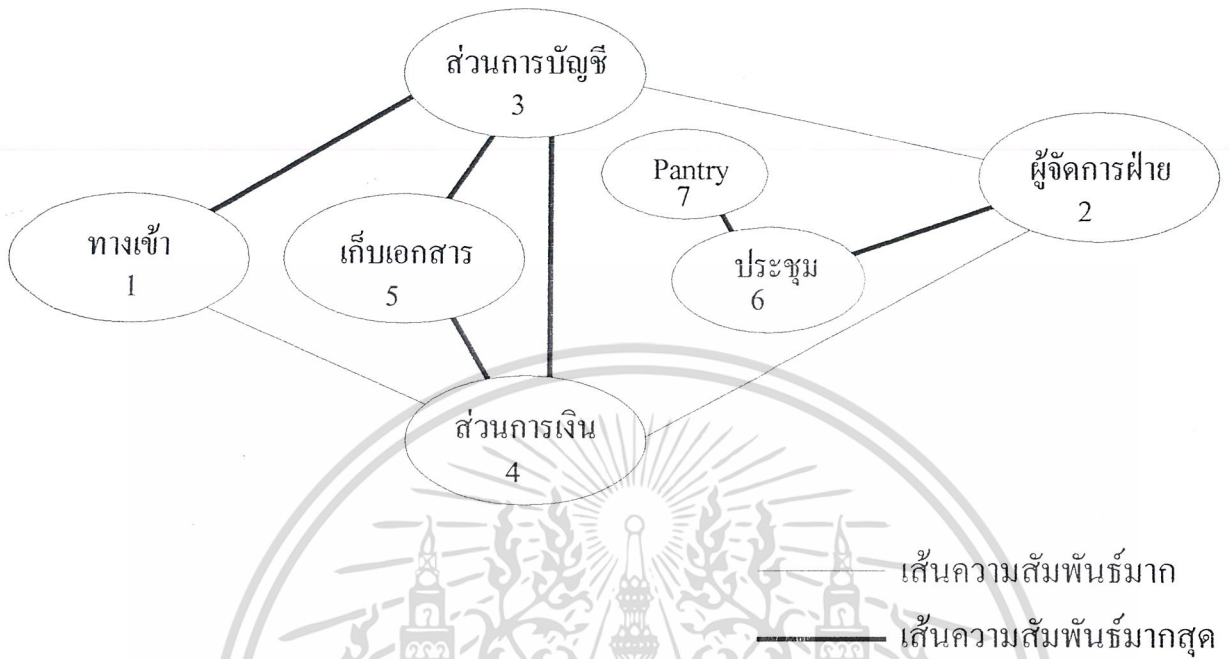 ส่วนการบัญชี
3
Pantry
7
ผู้จัดการฝ่าย
2
ทางเข้า
1
เก็บเอกสาร
5
ประชุม
6
ส่วนการเงิน
4
เส้นความสัมพันธ์มาก
เส้นความสัมพันธ์มากสุด